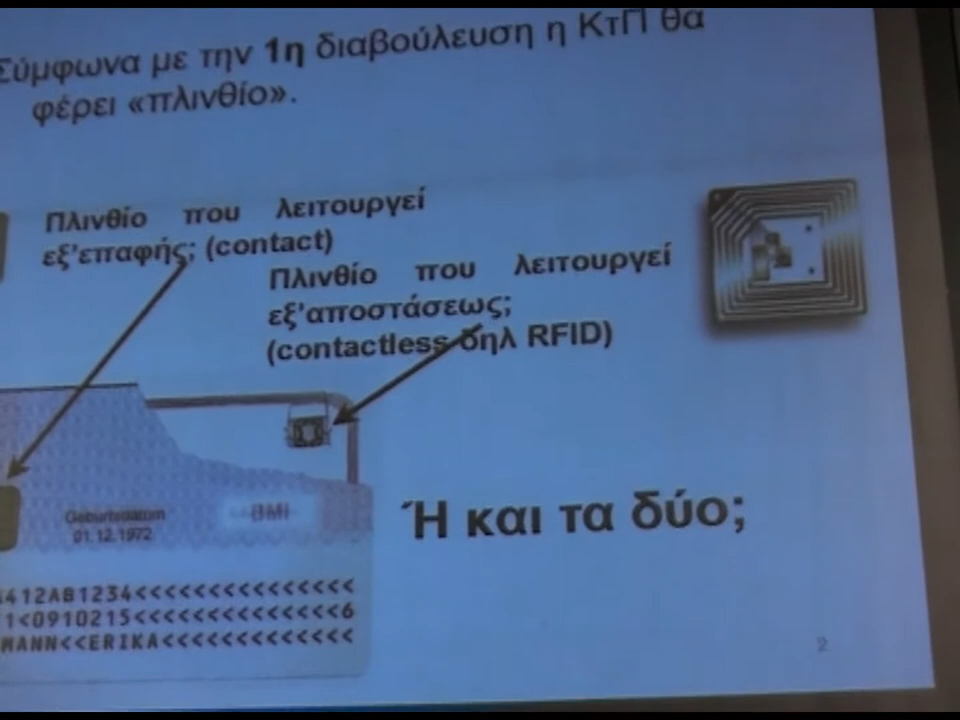 Σύμφωνα με την 1η διαβούλευση η ΚτΠ θα
φέρει «πλινθίο».
Πλινθίο που λειτουργεί
εξ'επαφής; (contact)
Πλινθίο που λειτουργεί
εξ'αποστάσεως;
(contactless δηλ RFID)
Geburtsdatum
01.12.1972
BMI
Ή και τα δύο;
412AB1234<<<<<<<<<<<<<<<
1<0910215<<<<<<<<<<<<<<6
MANN<<ERIKA<<<<<<<<<<<<<
2